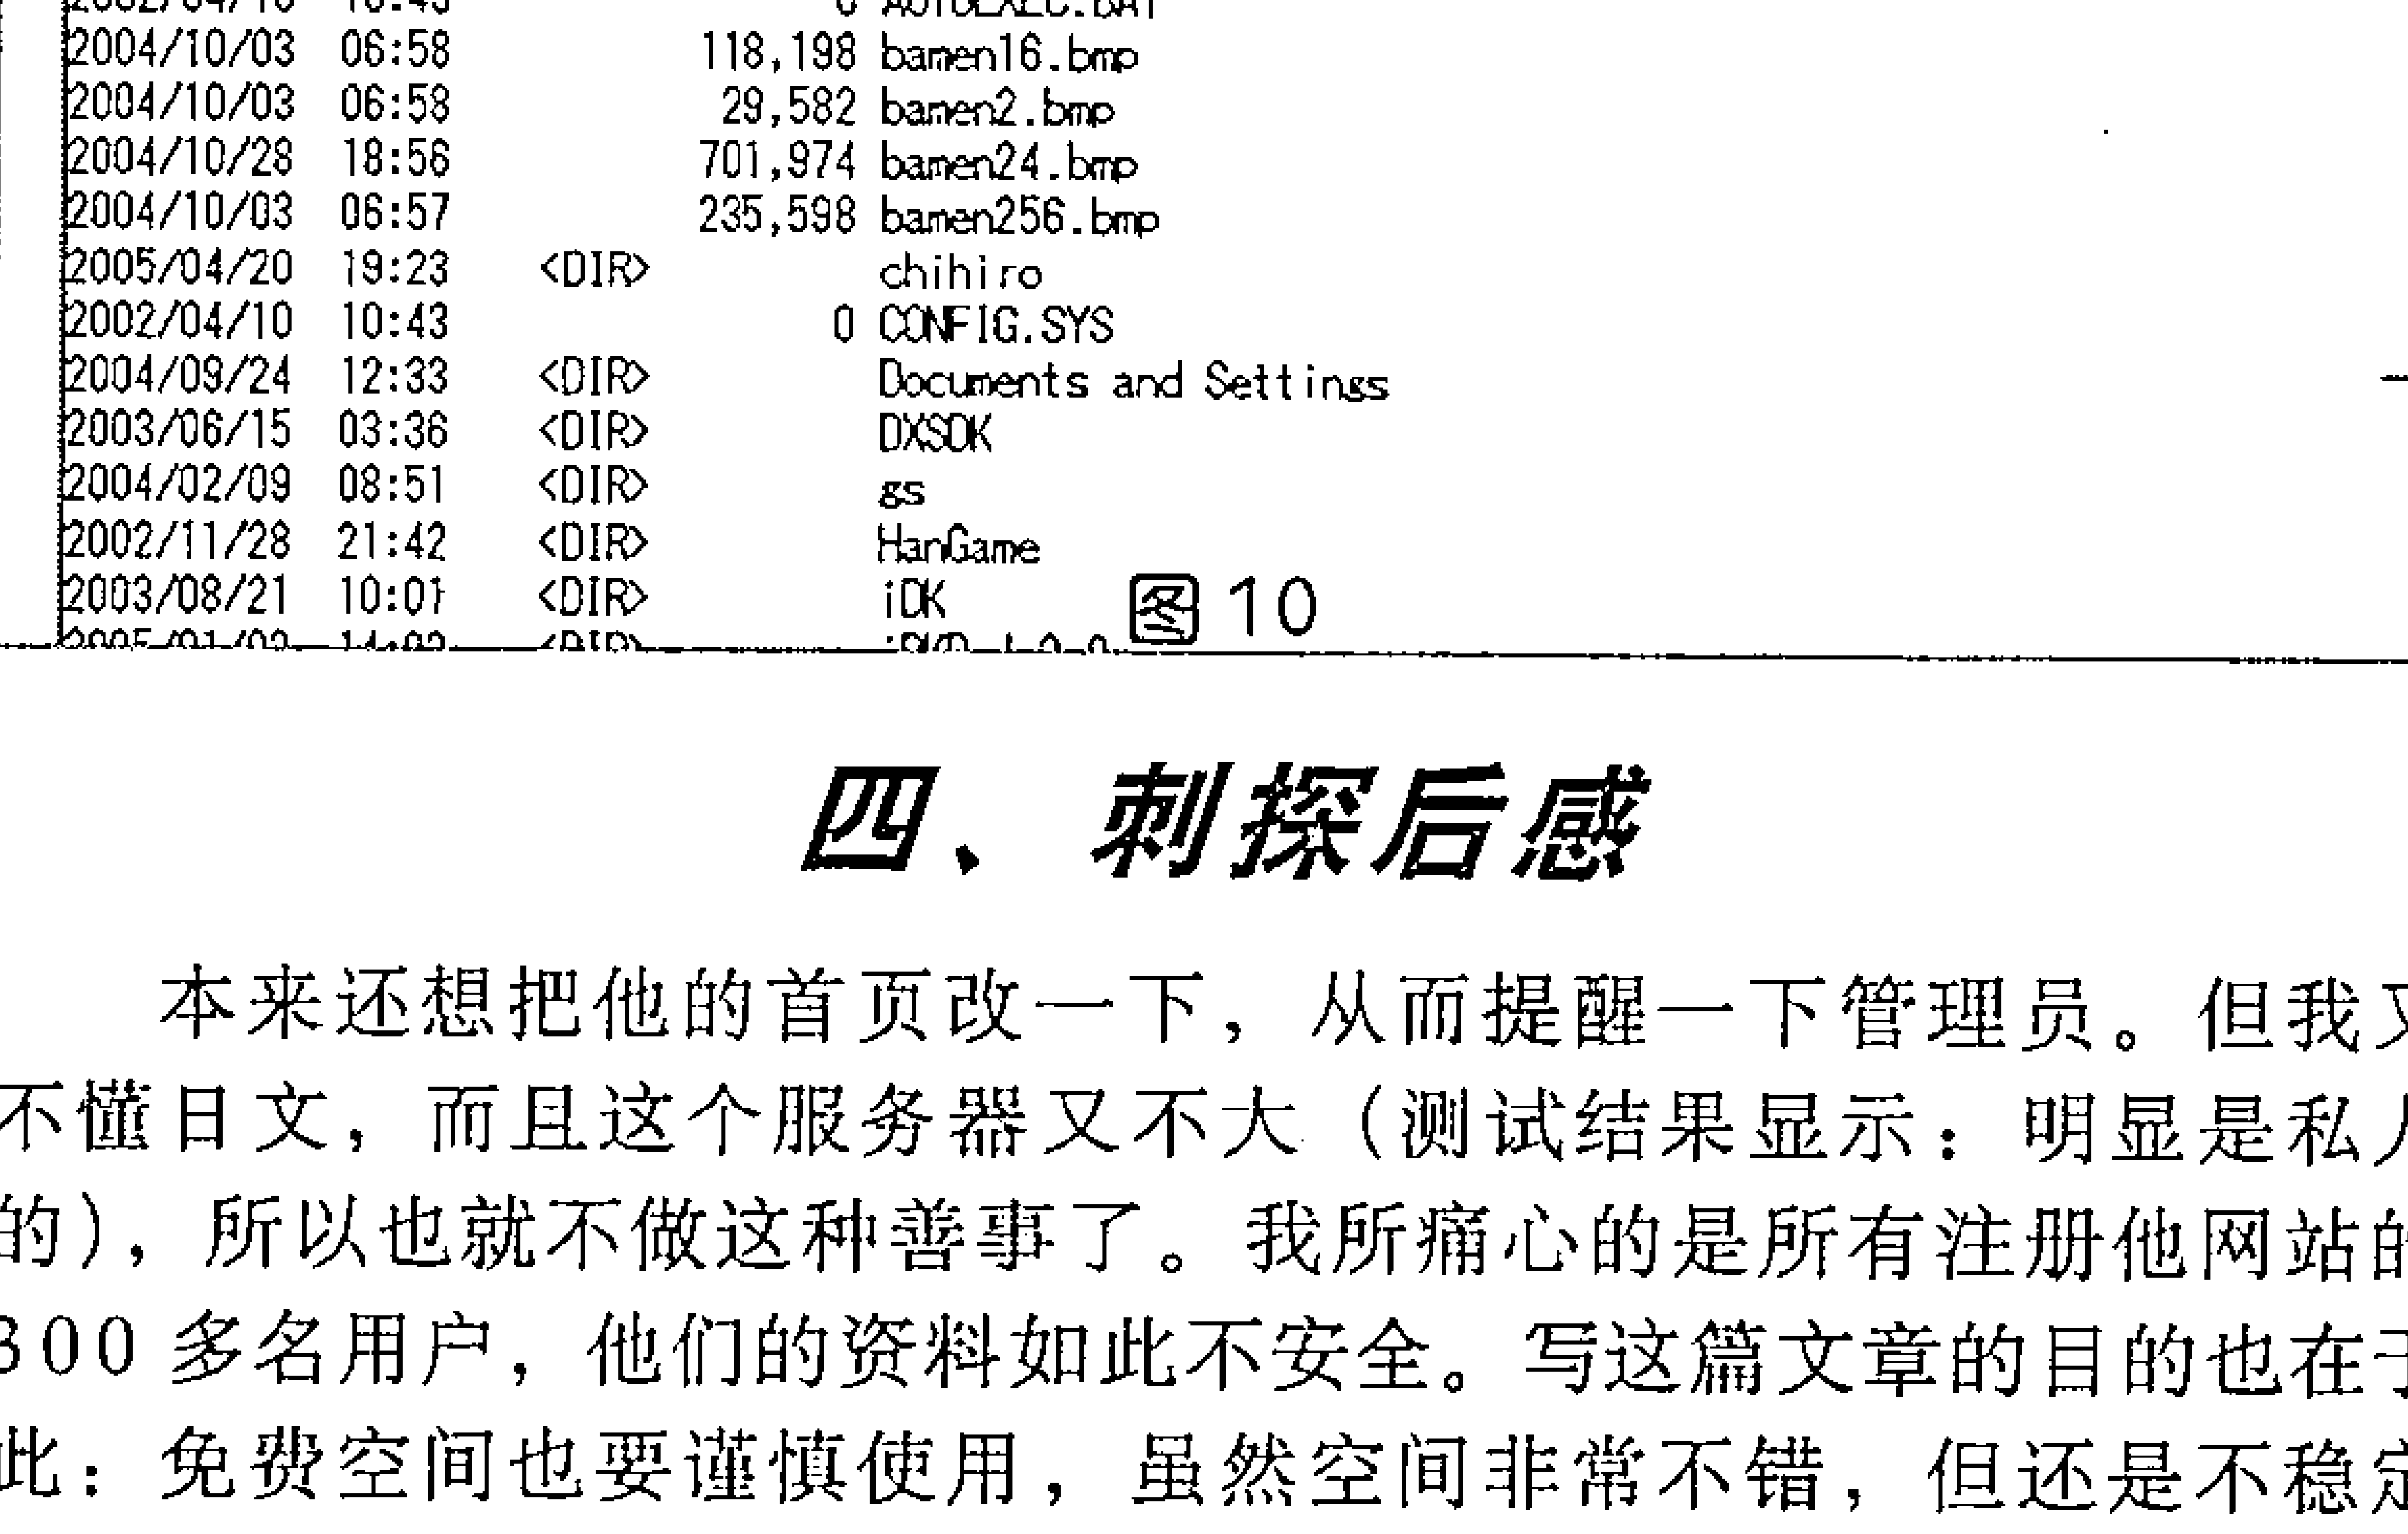 2004/10/03 06:58 118,198 bamen16.bmp
2004/10/03 06:58 29,582 bamen2.bmp
2004/10/28 18:56 701,974 bamen24.bmp
2004/10/03 06:57 235,598 bamen256.bmp
2005/04/20 19:23 <DIR> chihiro
2002/04/10 10:43 0 CONFIG.SYS
2004/09/24 12:33 <DIR> Documents and Settings
2003/06/15 03:36 <DIR> DXSDK
2004/02/09 08:51 <DIR> gs
2002/11/28 21:42 <DIR> HanGame
2003/08/21 10:01 <DIR> iDK
图 10
四、刺探后感
本来还想把他的首页改一下，从而提醒一下管理员。但我又
不懂日文，而且这个服务器又不大（测试结果显示：明显是私人
的），所以也就不做这种善事了。我所痛心的是所有注册他网站的
300 多名用户，他们的资料如此不安全。写这篇文章的目的也在于
此：免费空间也要谨慎使用，虽然空间非常不错，但还是不稳定